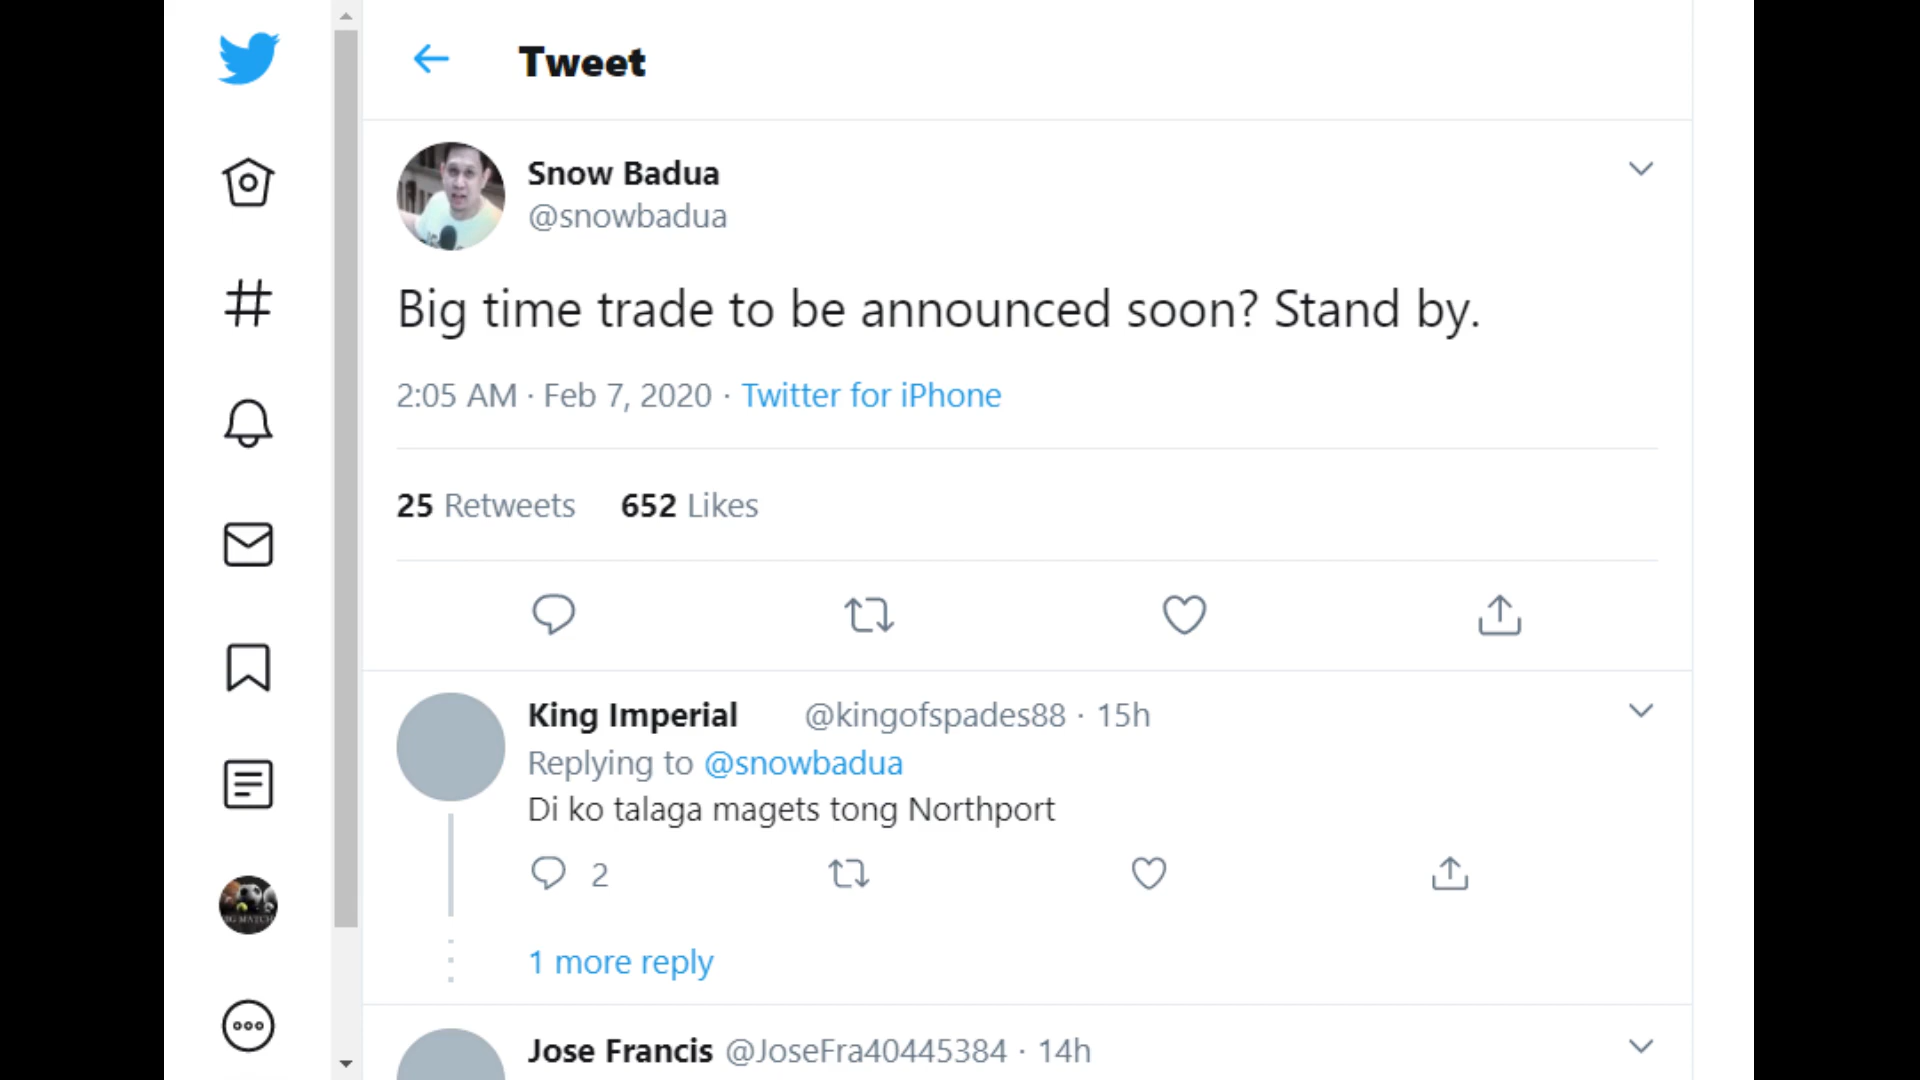 Tweet
Snow Badua
@snowbadua
Big time trade to be announced soon? Stand by.
2:05 AM · Feb 7, 2020 · Twitter for iPhone
25 Retweets 652 Likes
King Imperial @kingofspades88 · 15h
Replying to @snowbadua
Di ko talaga magets tong Northport
2
1 more reply
Jose Francis @JoseFra40445384 · 14h